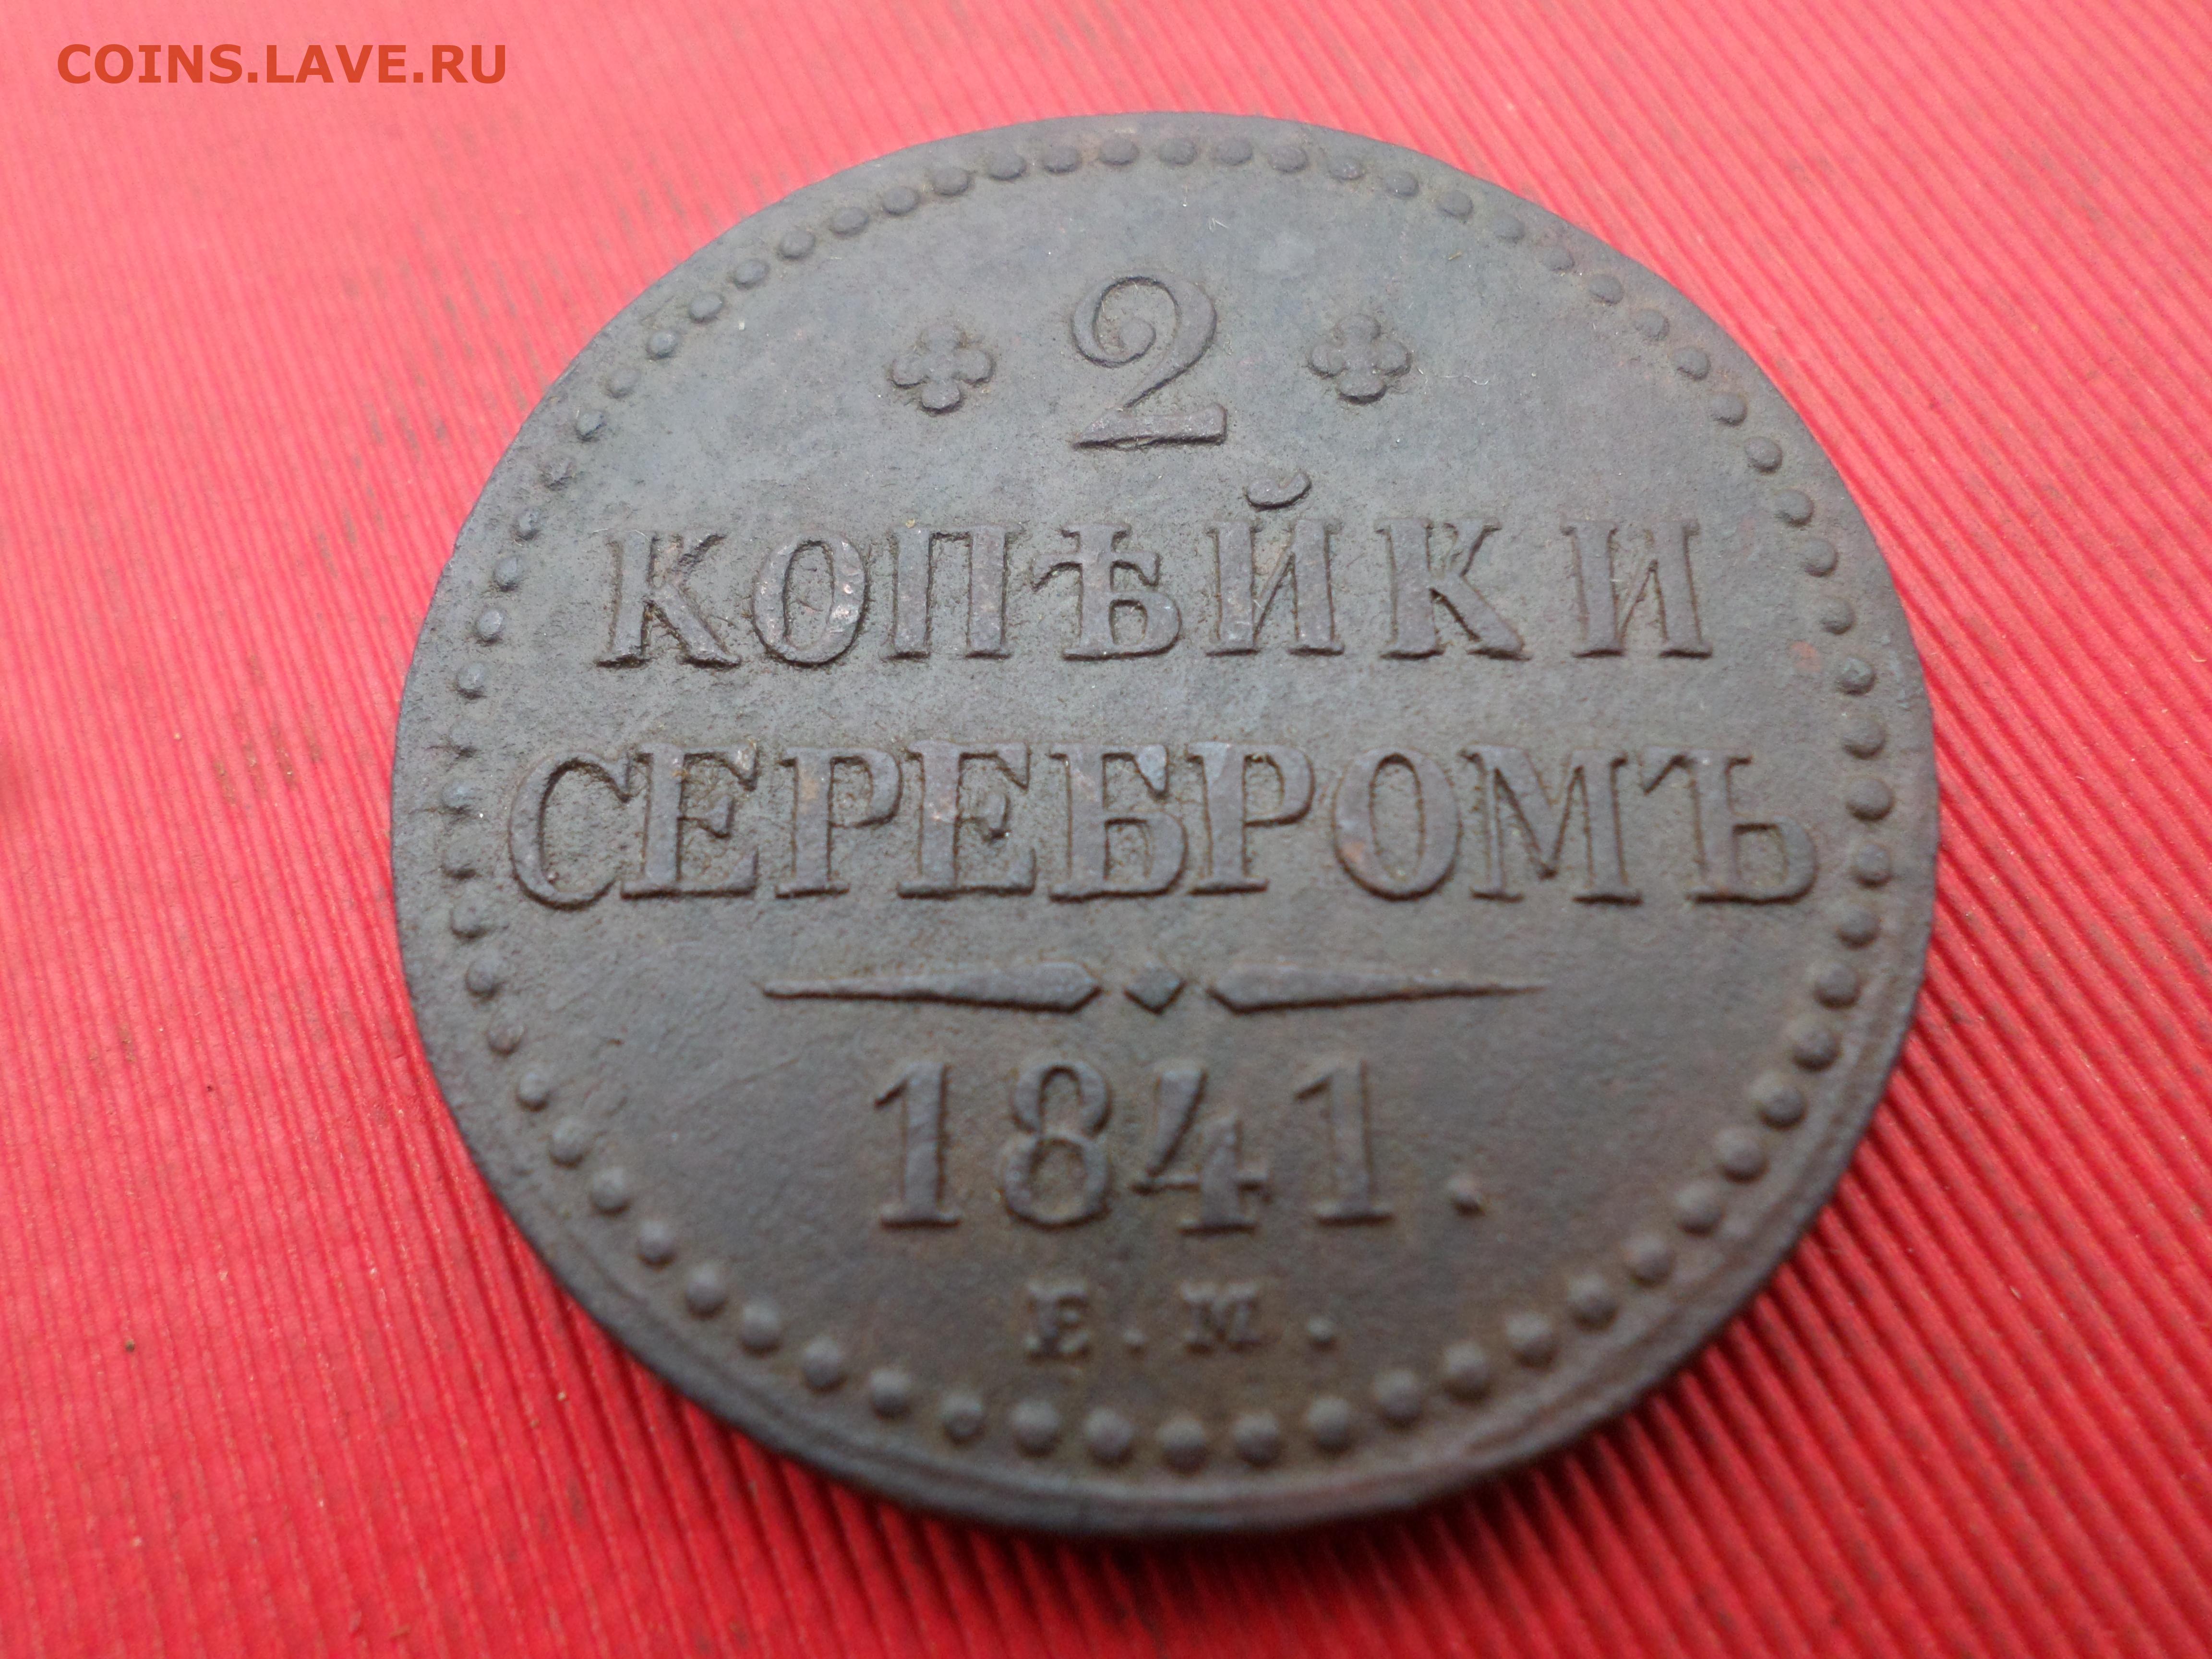 COINS.LAVE.RU
2
КОПѢЙКИ
СЕРЕБРОМЪ
1841.
Е.М.